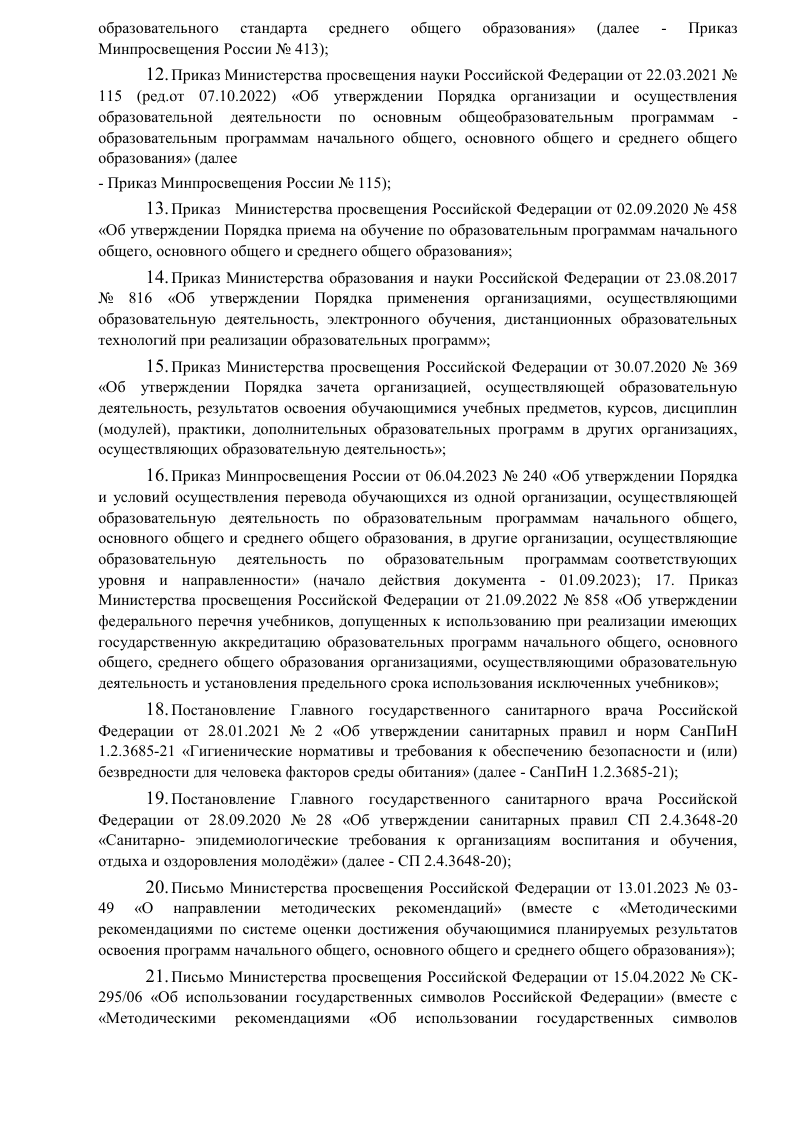 образовательного стандарта среднего общего образования» (далее - Приказ
Минпросвещения России № 413);
12. Приказ Министерства просвещения науки Российской Федерации от 22.03.2021 №
115 (ред.от 07.10.2022) «Об утверждении Порядка организации и осуществления
образовательной деятельности по основным общеобразовательным программам -
образовательным программам начального общего, основного общего и среднего общего
образования» (далее
- Приказ Минпросвещения России № 115);
13. Приказ Министерства просвещения Российской Федерации от 02.09.2020 № 458
«Об утверждении Порядка приема на обучение по образовательным программам начального
общего, основного общего и среднего общего образования»;
14. Приказ Министерства образования и науки Российской Федерации от 23.08.2017
№ 816 «Об утверждении Порядка применения организациями, осуществляющими
образовательную деятельность, электронного обучения, дистанционных образовательных
технологий при реализации образовательных программ»;
15. Приказ Министерства просвещения Российской Федерации от 30.07.2020 № 369
«Об утверждении Порядка зачета организацией, осуществляющей образовательную
деятельность, результатов освоения обучающимися учебных предметов, курсов, дисциплин
(модулей), практики, дополнительных образовательных программ в других организациях,
осуществляющих образовательную деятельность»;
16. Приказ Минпросвещения России от 06.04.2023 № 240 «Об утверждении Порядка
и условий осуществления перевода обучающихся из одной организации, осуществляющей
образовательную деятельность по образовательным программам начального общего,
основного общего и среднего общего образования, в другие организации, осуществляющие
образовательную деятельность по образовательным программам соответствующих
уровня и направленности» (начало действия документа - 01.09.2023); 17. Приказ
Министерства просвещения Российской Федерации от 21.09.2022 № 858 «Об утверждении
федерального перечня учебников, допущенных к использованию при реализации имеющих
государственную аккредитацию образовательных программ начального общего, основного
общего, среднего общего образования организациями, осуществляющими образовательную
деятельность и установления предельного срока использования исключенных учебников»;
18. Постановление Главного государственного санитарного врача Российской
Федерации от 28.01.2021 № 2 «Об утверждении санитарных правил и норм СанПиН
1.2.3685-21 «Гигиенические нормативы и требования к обеспечению безопасности и (или)
безвредности для человека факторов среды обитания» (далее - СанПиН 1.2.3685-21);
19. Постановление Главного государственного санитарного врача Российской
Федерации от 28.09.2020 № 28 «Об утверждении санитарных правил СП 2.4.3648-20
«Санитарно- эпидемиологические требования к организациям воспитания и обучения,
отдыха и оздоровления молодёжи» (далее - СП 2.4.3648-20);
20. Письмо Министерства просвещения Российской Федерации от 13.01.2023 № 03-
49 «О направлении методических рекомендаций» (вместе с «Методическими
рекомендациями по системе оценки достижения обучающимися планируемых результатов
освоения программ начального общего, основного общего и среднего общего образования»);
21. Письмо Министерства просвещения Российской Федерации от 15.04.2022 № СК-
295/06 «Об использовании государственных символов Российской Федерации» (вместе с
«Методическими рекомендациями «Об использовании государственных символов